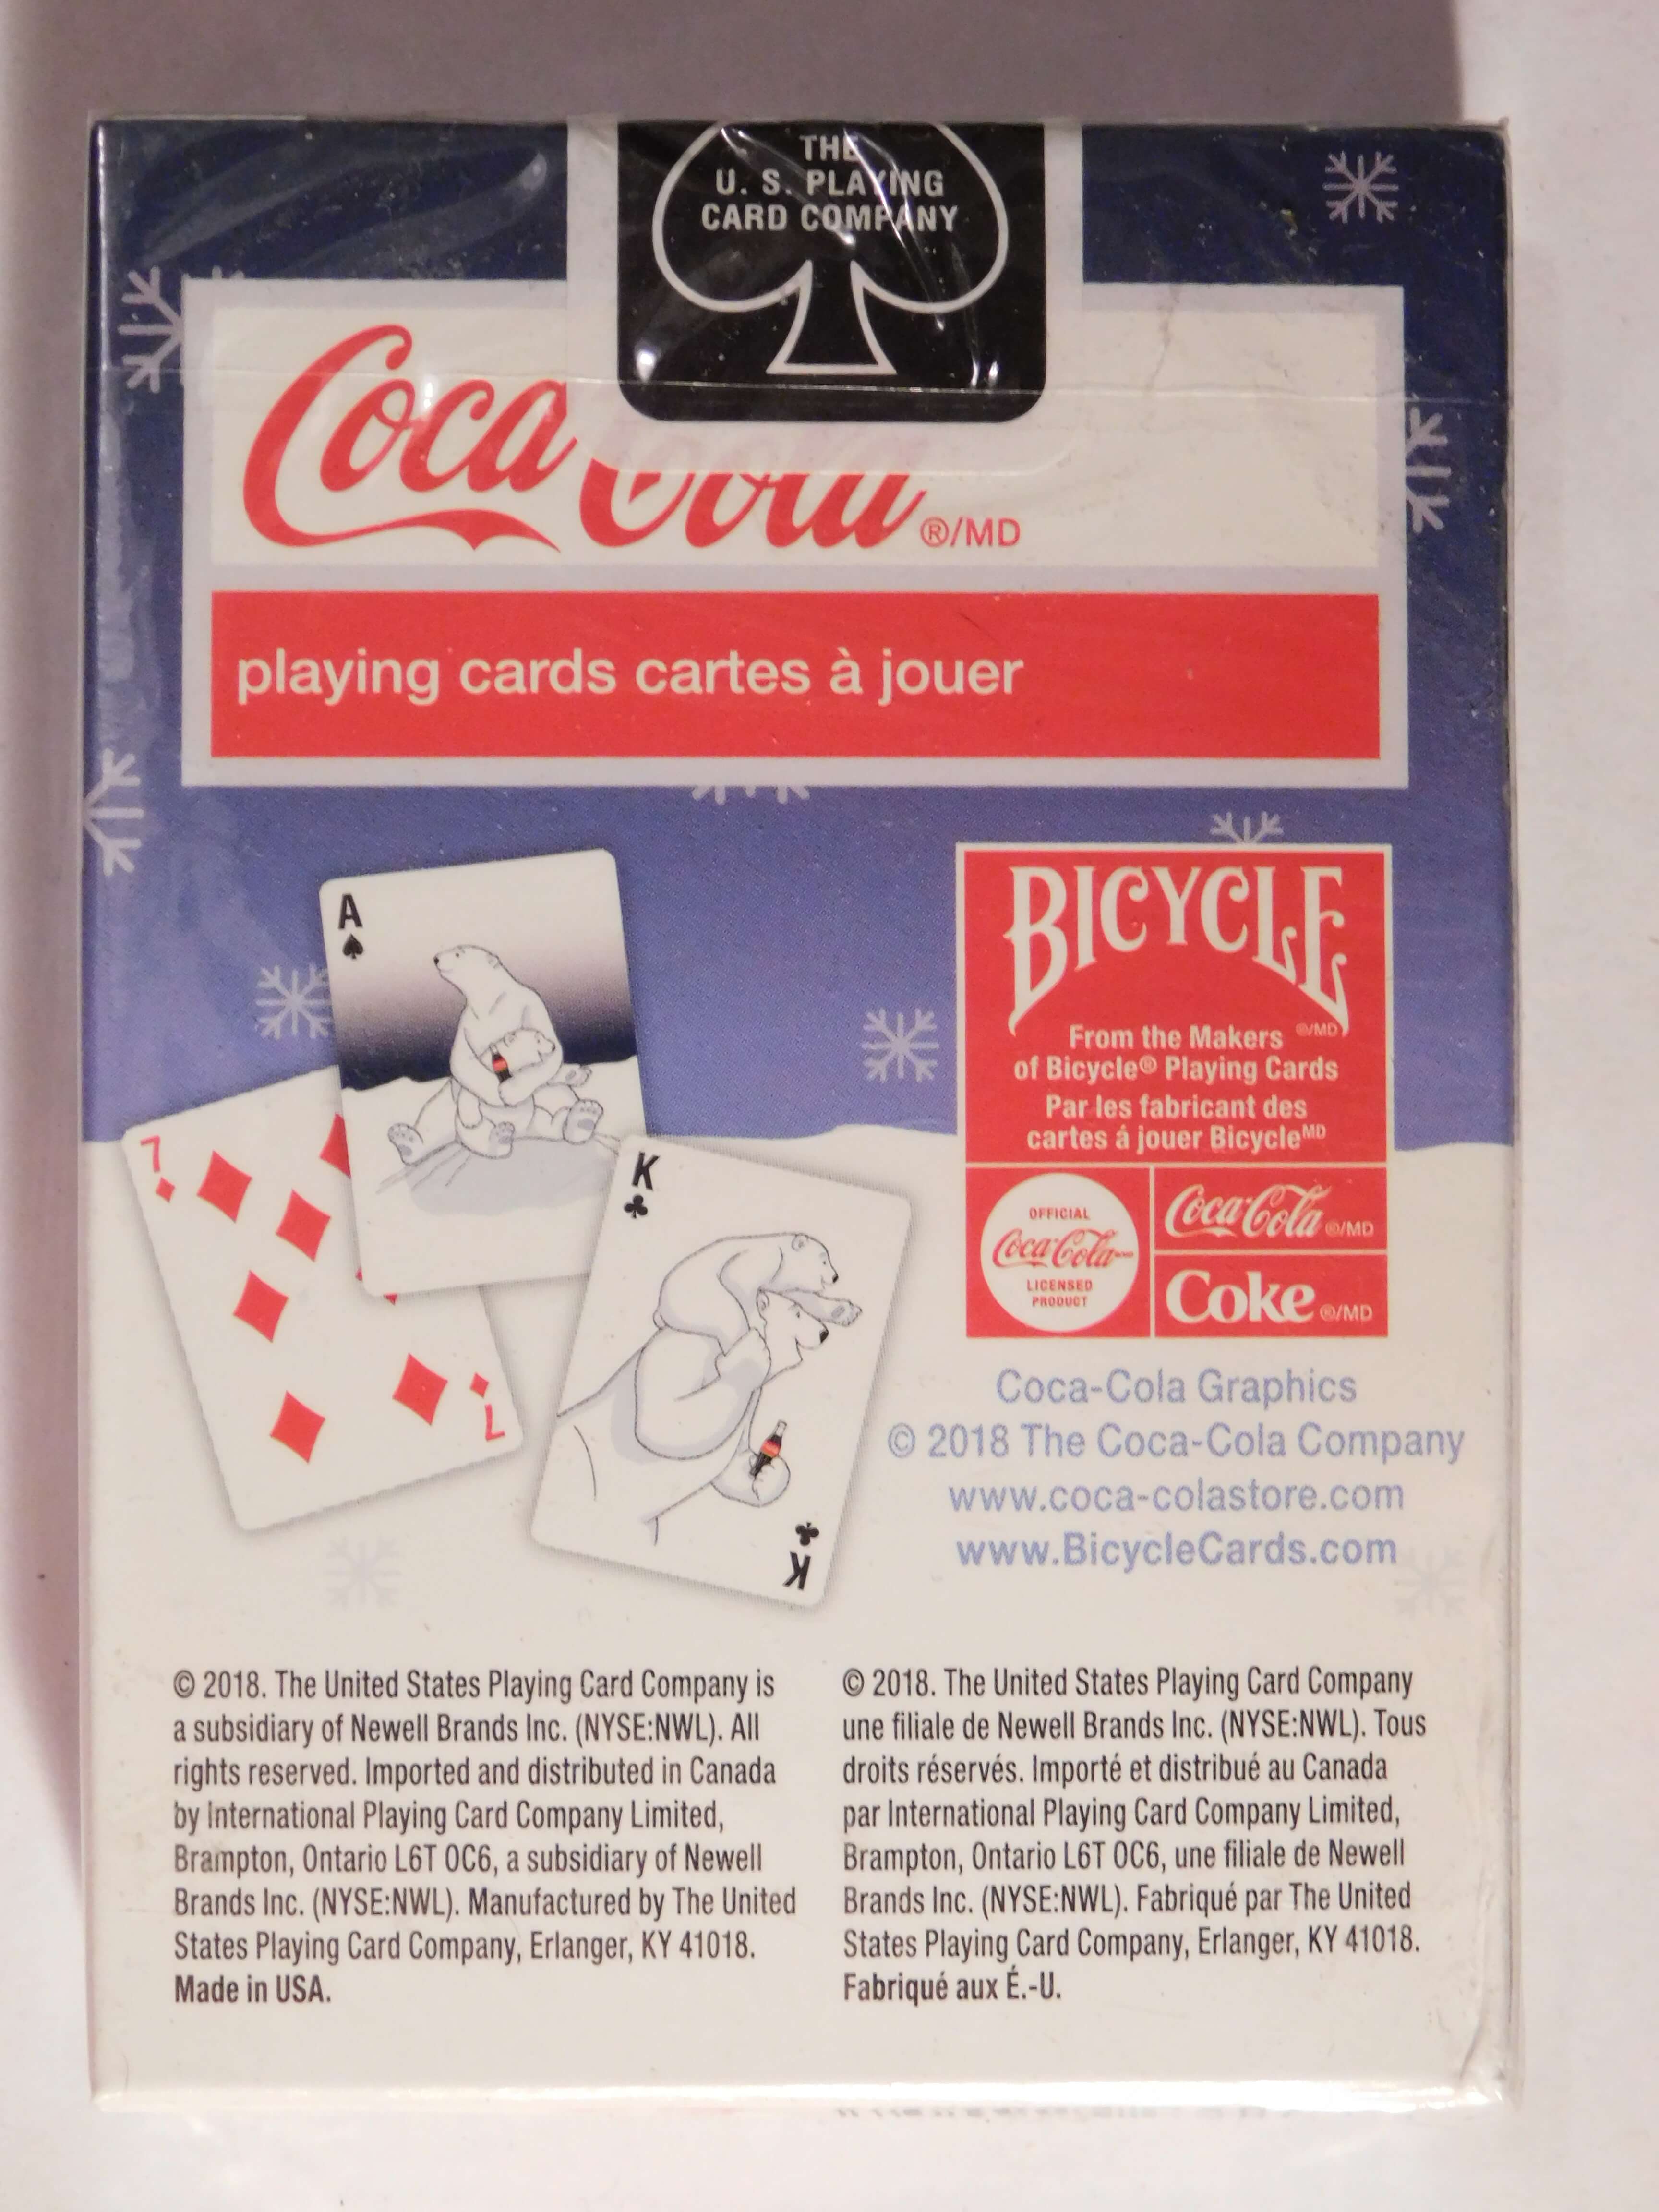 THE
U. S. PLAYING
CARD COMPANY
Coca Cola ®/MD
playing cards cartes à jouer
A
7
7
K
K
BICYCLE
®/MD
From the Makers
of Bicycle® Playing Cards
Par les fabricant des
cartes á jouer BicycleMD
OFFICIAL
Coca-Cola
LICENSED
PRODUCT
Coca-Cola ®/MD
Coke ®/MD
Coca-Cola Graphics
© 2018 The Coca-Cola Company
www.coca-colastore.com
www.BicycleCards.com
© 2018. The United States Playing Card Company is
a subsidiary of Newell Brands Inc. (NYSE:NWL). All
rights reserved. Imported and distributed in Canada
by International Playing Card Company Limited,
Brampton, Ontario L6T OC6, a subsidiary of Newell
Brands Inc. (NYSE:NWL). Manufactured by The United
States Playing Card Company, Erlanger, KY 41018.
Made in USA.
© 2018. The United States Playing Card Company
une filiale de Newell Brands Inc. (NYSE:NWL). Tous
droits réservés. Importé et distribué au Canada
par International Playing Card Company Limited,
Brampton, Ontario L6T OC6, une filiale de Newell
Brands Inc. (NYSE:NWL). Fabriqué par The United
States Playing Card Company, Erlanger, KY 41018.
Fabriqué aux É.-U.